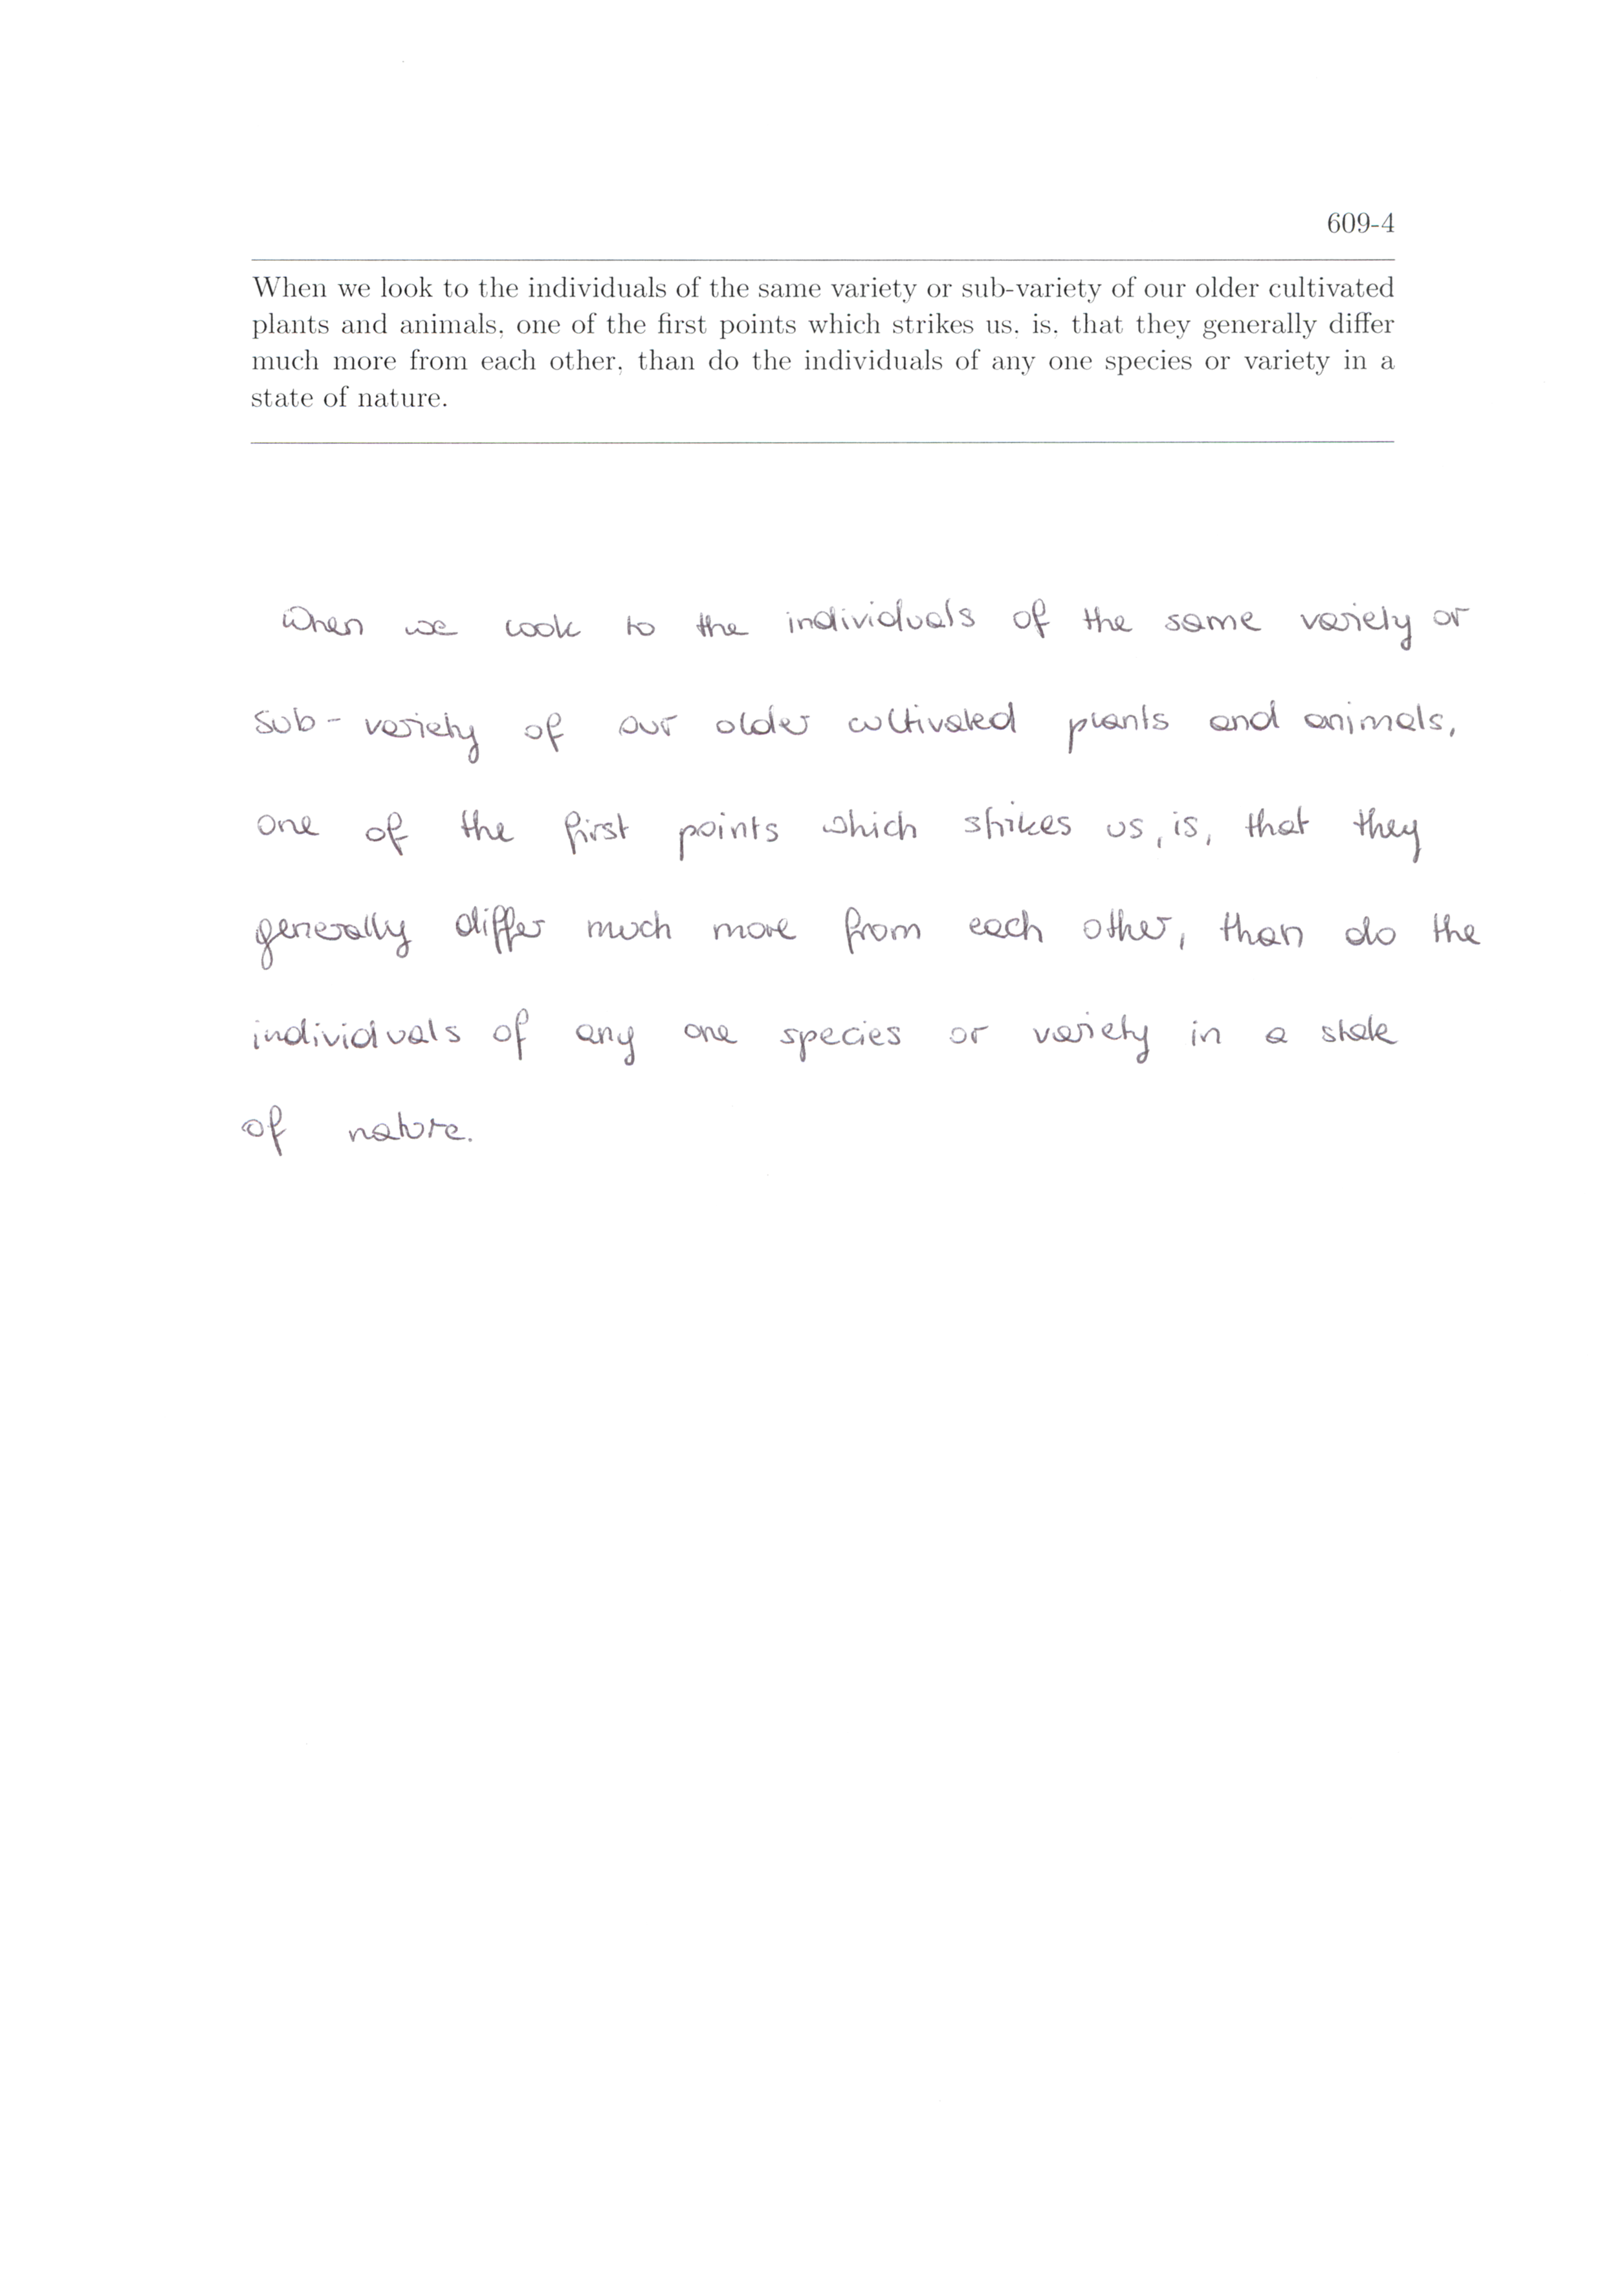 609-4
When we look to the individuals of the same variety or sub-variety of our older cultivated
plants and animals, one of the first points which strikes us, is, that they generally differ
much more from each other, than do the individuals of any one species or variety in a
state of nature.
When we look to the individuals of the same variety or
sub-variety of our older cultivated plants and animals,
one of the first points which strikes us, is, that they
generally differ much more from each other, than do the
individuals of any one species or variety in a state
of nature.